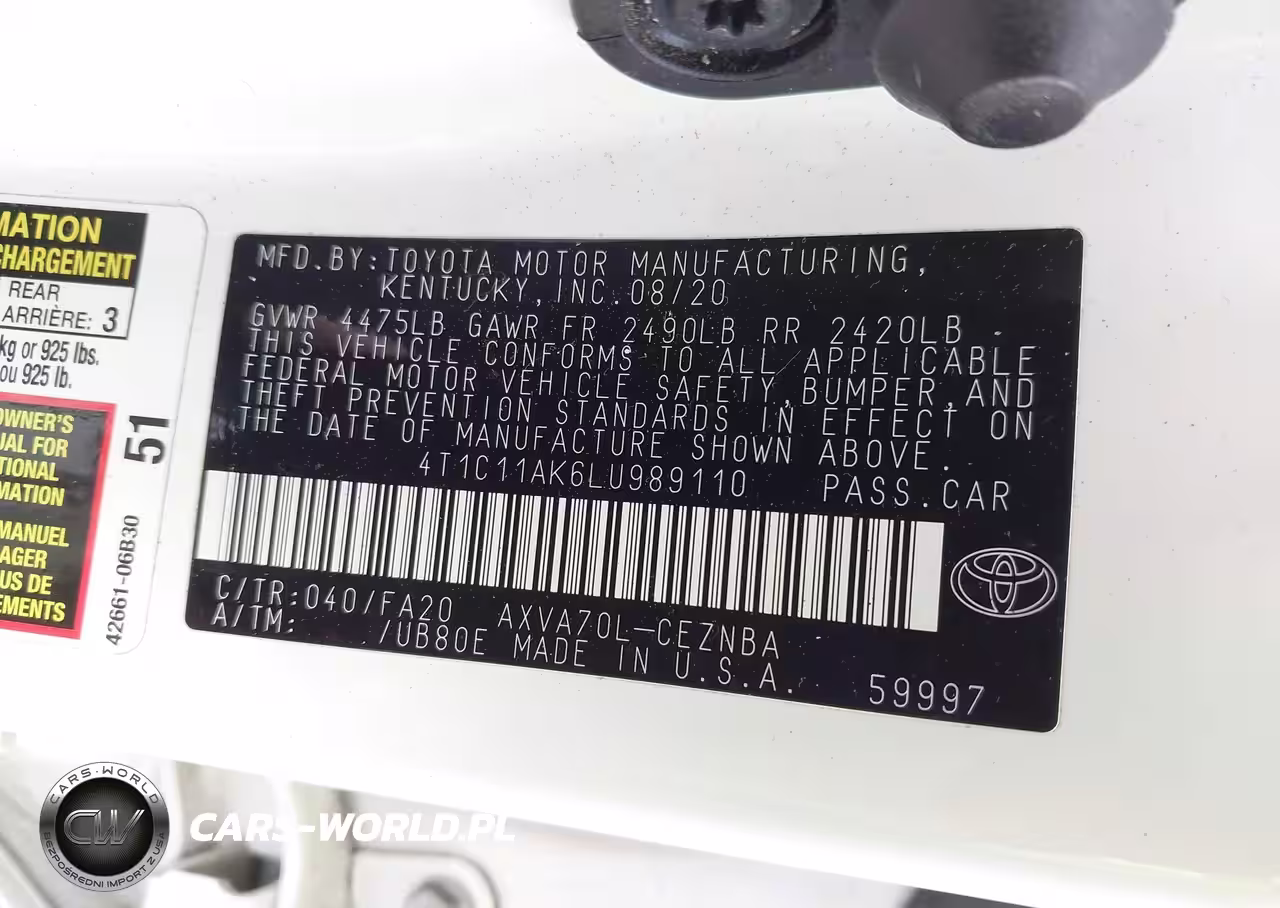 MATION
CHARGEMENT
REAR
ARRIÈRE: 3
kg or 925 lbs.
ou 925 lb.
OWNER'S
UAL FOR
TIONAL
MATION
MANUEL
AGER
US DE
EMENTS
51
42661-06B30
MFD.BY:TOYOTA MOTOR MANUFACTURING,
KENTUCKY,INC.08/20
GVWR 4475LB GAWR FR 2490LB RR 2420LB
THIS VEHICLE CONFORMS TO ALL APPLICABLE
FEDERAL MOTOR VEHICLE SAFETY,BUMPER,AND
THEFT PREVENTION STANDARDS IN EFFECT ON
THE DATE OF MANUFACTURE SHOWN ABOVE.
4T1C11AK6LU989110 PASS.CAR
C/TR:040/FA20 AXVA70L-CEZNBA
A/TM: /UB80E MADE IN U.S.A. 59997
CARS-WORLD
CW
BEZPOŚREDNI IMPORT Z USA
CARS-WORLD.PL